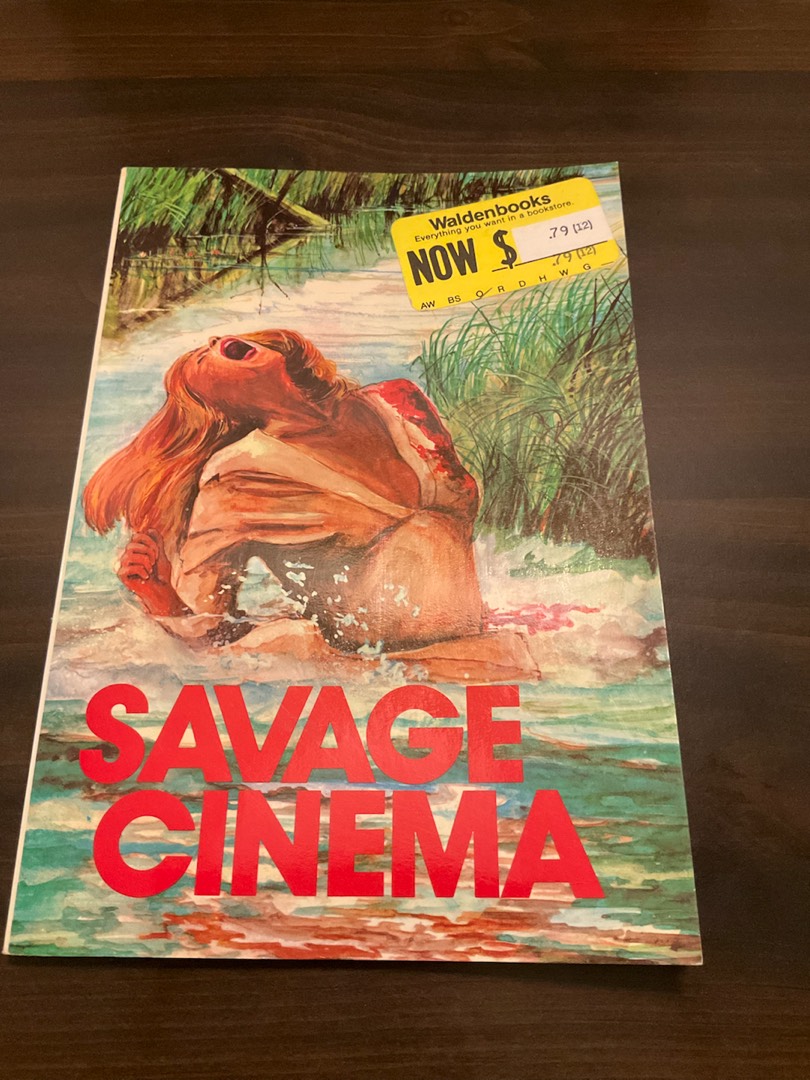 Waldenbooks
Everything you want in a bookstore.
NOW $ .79 (12)
.79 (12)
AW BS O R D H W G
SAVAGE
CINEMA